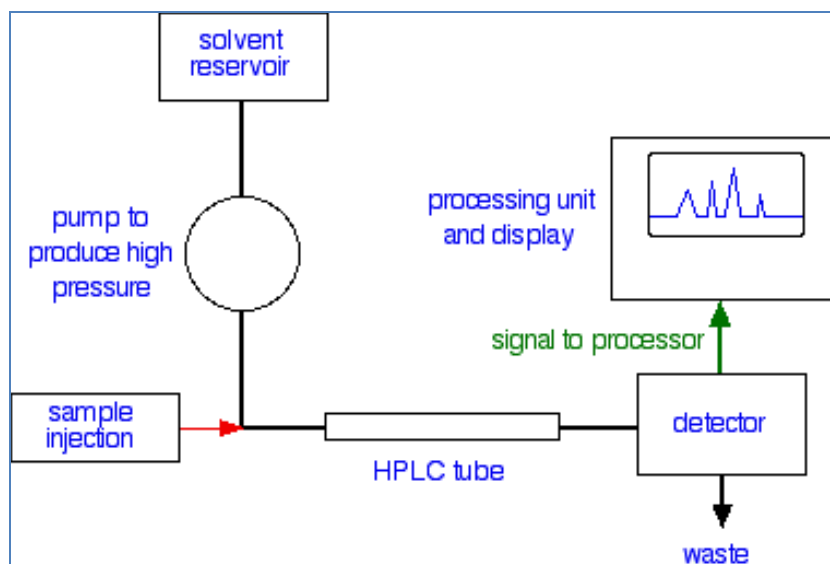 solvent
reservoir
pump to
produce high
pressure
processing unit
and display
signal to processor
sample
injection
detector
HPLC tube
waste